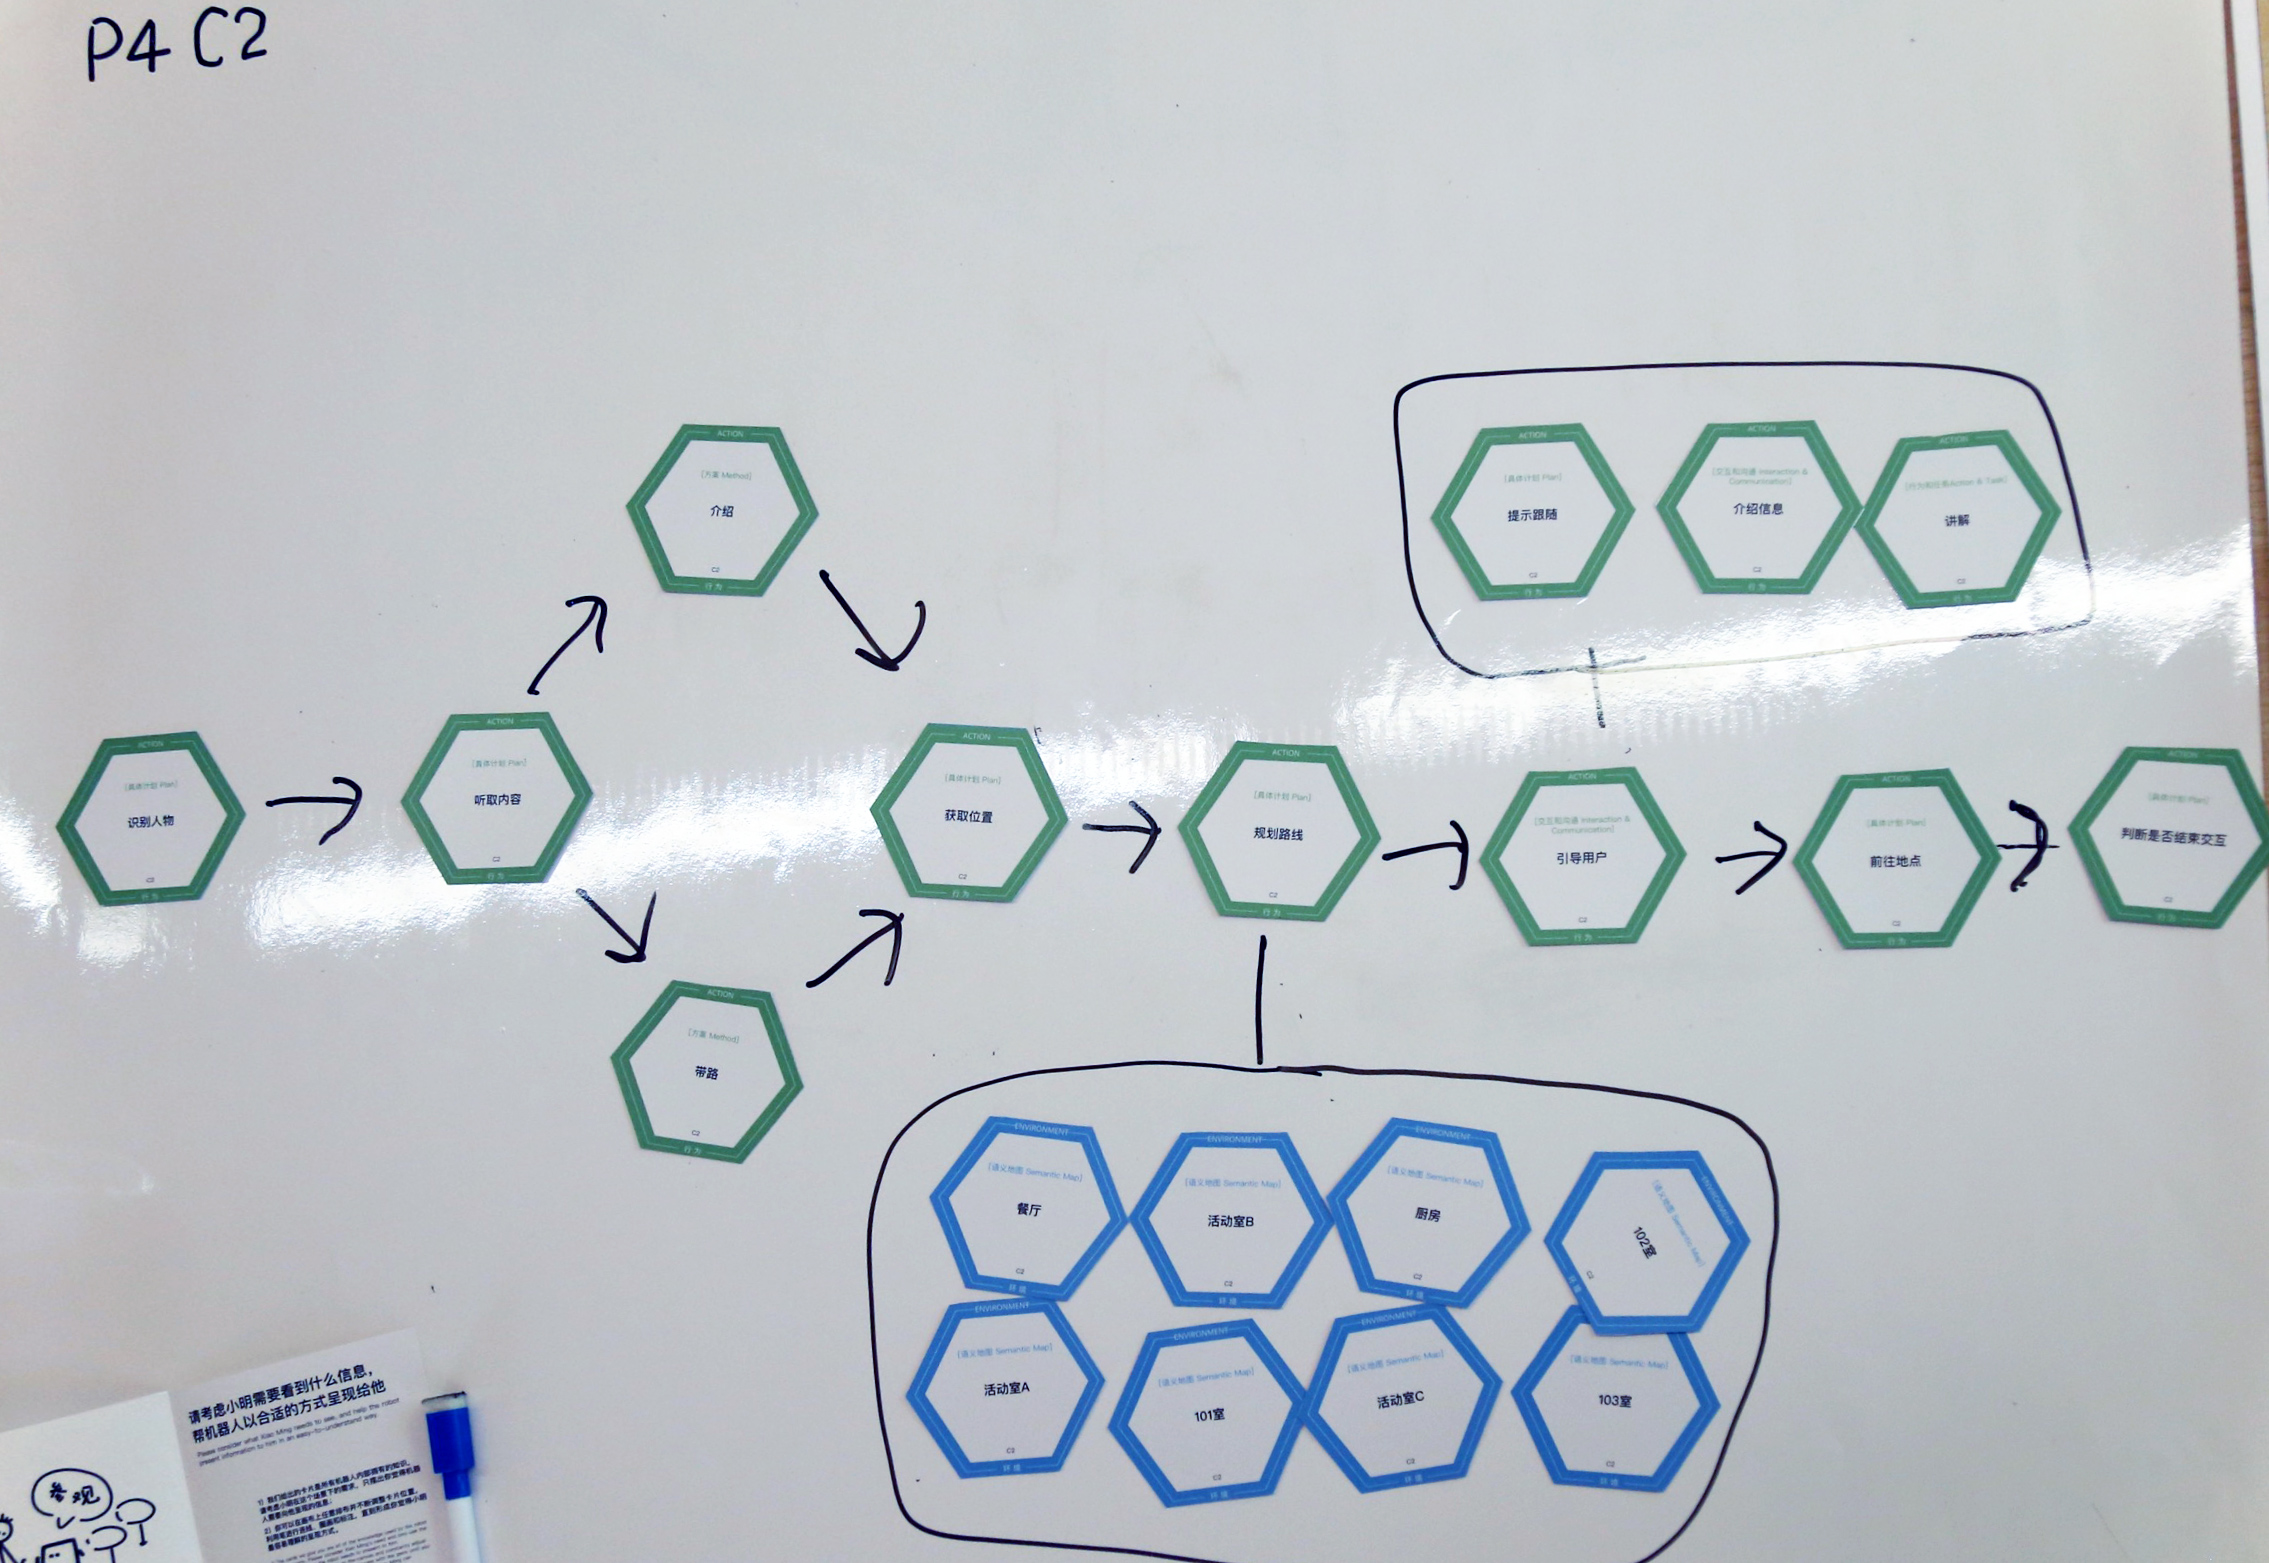 P4 C2
ACTION
[方案 Method]
介绍
C2
行为
ACTION
[具体计划 Plan]
提示跟随
C2
行为
ACTION
[交互和沟通 Interaction &
Communication]
介绍信息
C2
行为
ACTION
[行为和任务Action & Task]
讲解
C2
行为
ACTION
[具体计划 Plan]
识别人物
C2
行为
ACTION
[具体计划 Plan]
听取内容
C2
行为
ACTION
[具体计划 Plan]
获取位置
C2
行为
ACTION
[具体计划 Plan]
规划路线
C2
行为
ACTION
[交互和沟通 Interaction &
Communication]
引导用户
C2
行为
ACTION
[具体计划 Plan]
前往地点
C2
行为
ACTION
[具体计划 Plan]
判断是否结束交互
C2
行为
ACTION
[方案 Method]
带路
C2
行为
ENVIRONMENT
[语义地图 Semantic Map]
餐厅
C2
环境
ENVIRONMENT
[语义地图 Semantic Map]
活动室B
C2
环境
ENVIRONMENT
[语义地图 Semantic Map]
厨房
C2
环境
ENVIRONMENT
[语义地图 Semantic Map]
102室
C2
环境
ENVIRONMENT
[语义地图 Semantic Map]
活动室A
C2
环境
ENVIRONMENT
[语义地图 Semantic Map]
101室
C2
环境
ENVIRONMENT
[语义地图 Semantic Map]
活动室C
C2
环境
[语义地图 Semantic Map]
103室
C2
环境
请考虑小明需要看到什么信息，
帮机器人以合适的方式呈现给他
Please consider what Xiao Ming needs to see, and help the robot
present information to him in an easy-to-understand way.
参观